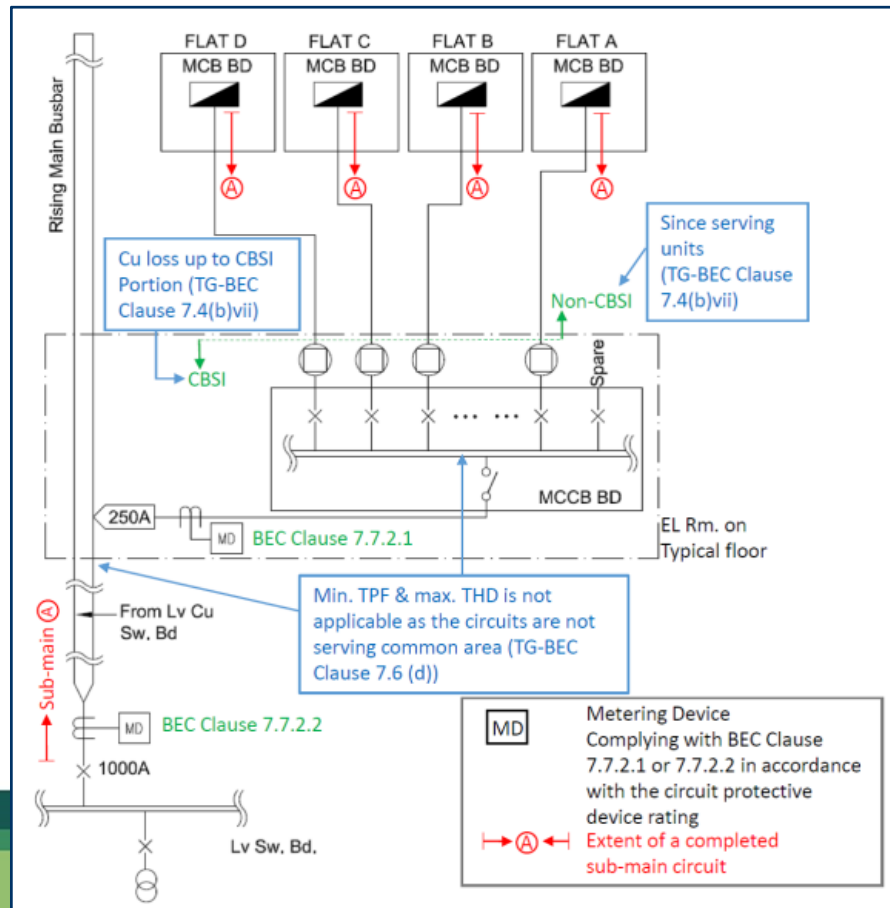 FLAT D
MCB BD
FLAT C
MCB BD
FLAT B
MCB BD
FLAT A
MCB BD
Rising Main Busbar
A
A
A
A
Cu loss up to CBSI
Portion (TG-BEC
Clause 7.4(b)vii)
Since serving
units
(TG-BEC Clause
7.4(b)vii)
Non-CBSI
CBSI
Spare
MCCB BD
250A
MD
BEC Clause 7.7.2.1
EL Rm. on
Typical floor
Min. TPF & max. THD is not
applicable as the circuits are not
serving common area (TG-BEC
Clause 7.6 (d))
From Lv Cu
Sw. Bd
Sub-main A
MD
BEC Clause 7.7.2.2
1000A
Lv Sw. Bd.
MD
Metering Device
Complying with BEC Clause
7.7.2.1 or 7.7.2.2 in accordance
with the circuit protective
device rating
A
Extent of a completed
sub-main circuit